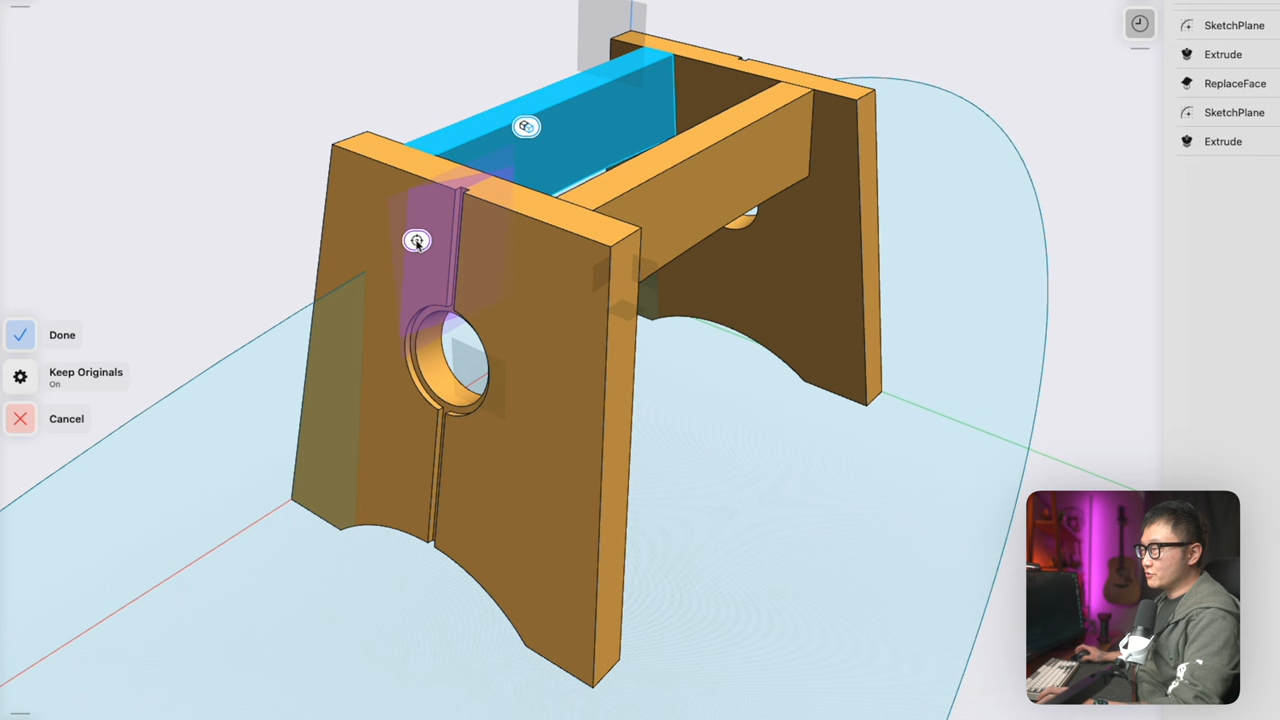 SketchPlane
Extrude
ReplaceFace
SketchPlane
Extrude
Done
Keep Originals
On
Cancel